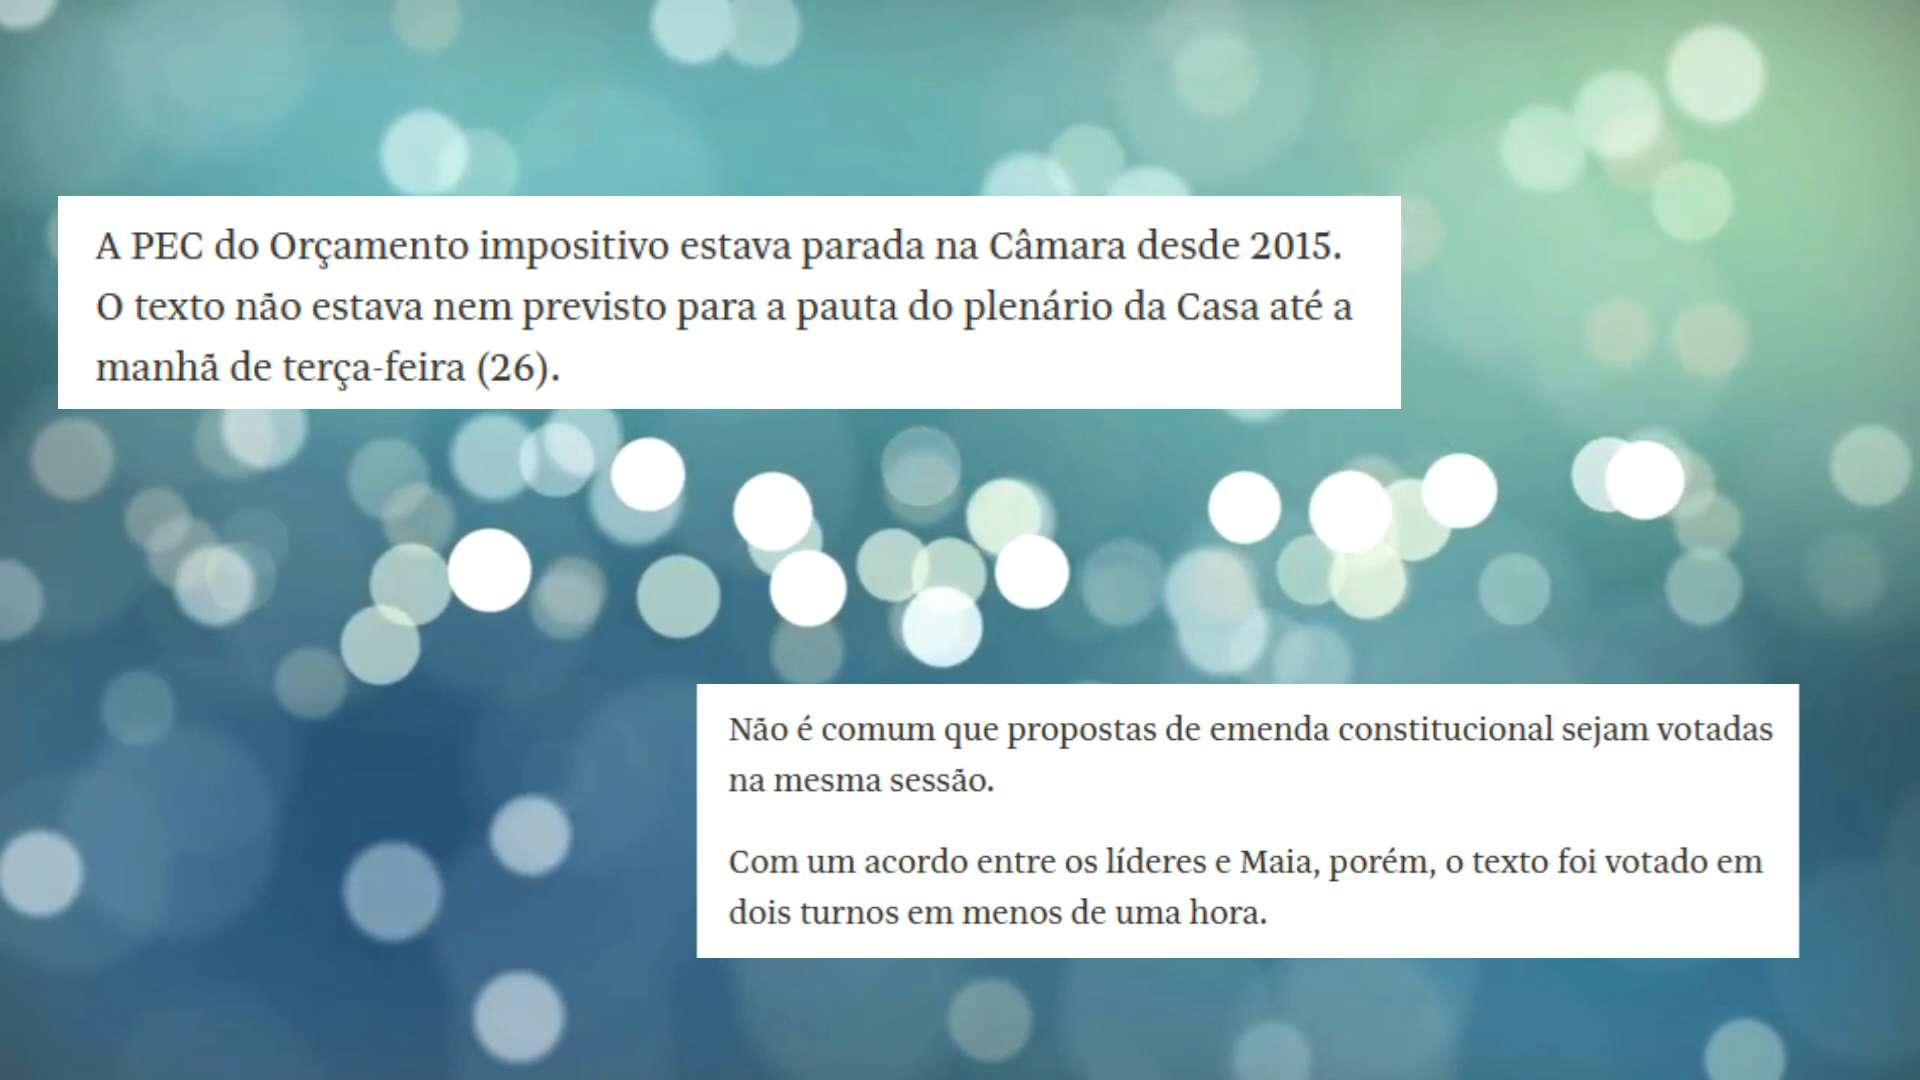 A PEC do Orçamento impositivo estava parada na Câmara desde 2015.
O texto não estava nem previsto para a pauta do plenário da Casa até a
manhã de terça-feira (26).
Não é comum que propostas de emenda constitucional sejam votadas
na mesma sessão.
Com um acordo entre os líderes e Maia, porém, o texto foi votado em
dois turnos em menos de uma hora.